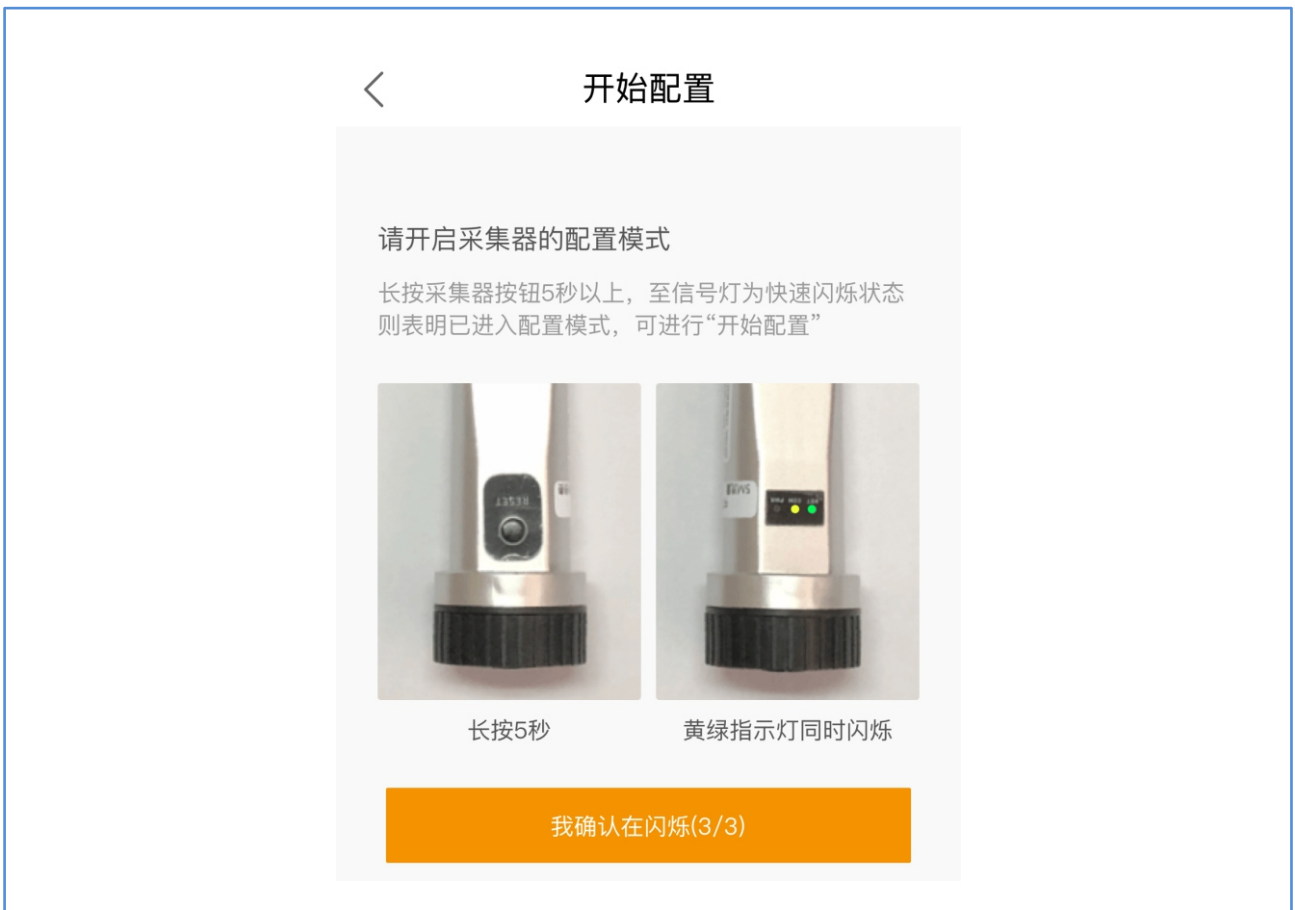 开始配置
请开启采集器的配置模式
长按采集器按钮5秒以上，至信号灯为快速闪烁状态
则表明已进入配置模式，可进行“开始配置”
RESET
NET COM PWR
长按5秒
黄绿指示灯同时闪烁
我确认在闪烁(3/3)